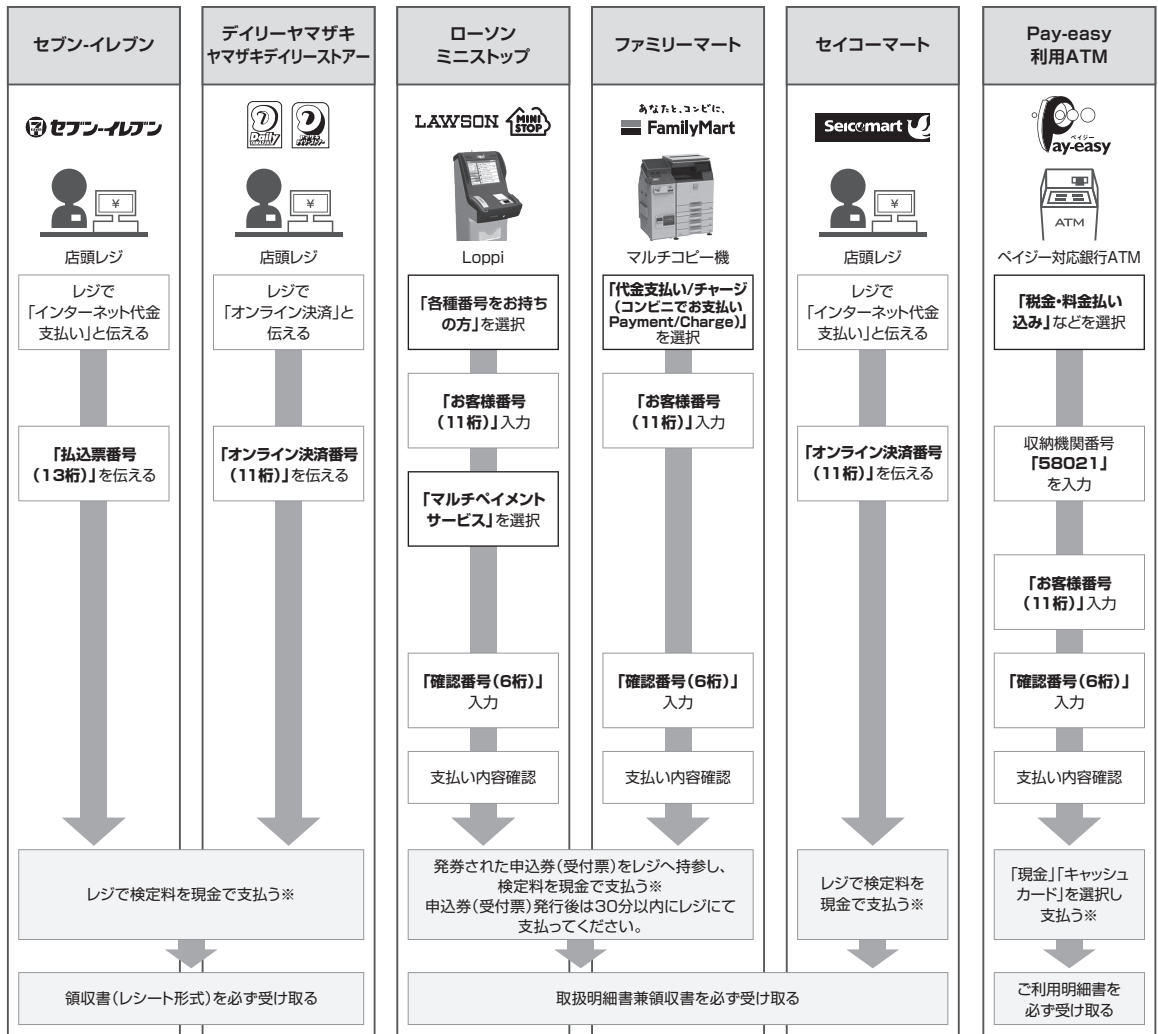 セブン-イレブン
デイリーヤマザキ
ヤマザキデイリーストアー
ローソン
ミニストップ
ファミリーマート
セイコーマート
Pay-easy
利用ATM
セブン-イレブン
Daily
LAWSON
MINI
STOP
あなたと、コンビに、
FamilyMart
Seicomart
ペイジー
Pay-easy
¥
¥
¥
ATM
店頭レジ
店頭レジ
Loppi
マルチコピー機
店頭レジ
ペイジー対応銀行ATM
レジで
「インターネット代金
支払い」と伝える
「払込票番号
(13桁)」を伝える
レジで
「オンライン決済」と
伝える
「オンライン決済番号
(11桁)」を伝える
「各種番号をお持ち
の方」を選択
「お客様番号
(11桁)」入力
「マルチペイメント
サービス」を選択
「確認番号(6桁)」
入力
支払い内容確認
「代金支払い/チャージ
(コンビニでお支払い
Payment/Charge)」
を選択
「お客様番号
(11桁)」入力
「確認番号(6桁)」
入力
支払い内容確認
レジで
「インターネット代金
支払い」と伝える
「オンライン決済番号
(11桁)」を伝える
「税金・料金払い
込み」などを選択
収納機関番号
「58021」
を入力
「お客様番号
(11桁)」入力
「確認番号(6桁)」
入力
支払い内容確認
レジで検定料を現金で支払う※
発券された申込券(受付票)をレジへ持参し、
検定料を現金で支払う※
申込券(受付票)発行後は30分以内にレジにて
支払ってください。
レジで検定料を
現金で支払う※
「現金」「キャッシュ
カード」を選択し
支払う※
領収書(レシート形式)を必ず受け取る
取扱明細書兼領収書を必ず受け取る
ご利用明細書を
必ず受け取る